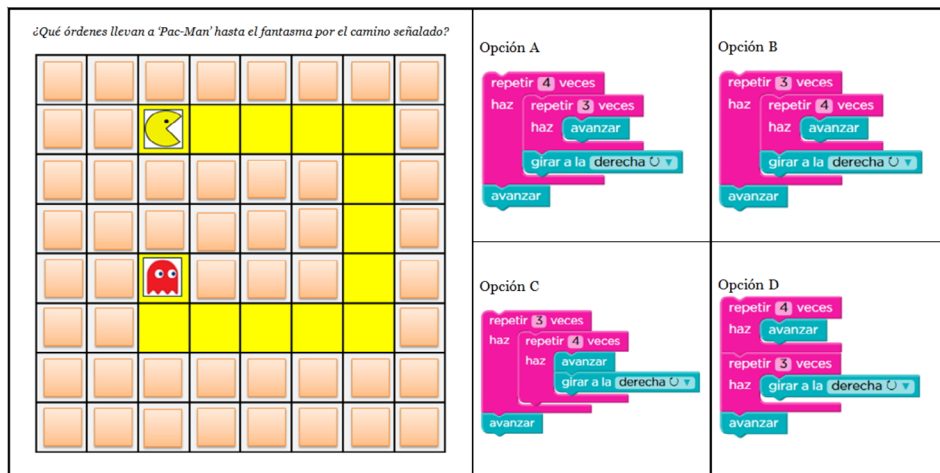 ¿Qué órdenes llevan a 'Pac-Man' hasta el fantasma por el camino señalado?
Opción A
repetir 4 veces
haz repetir 3 veces
haz avanzar
girar a la derecha
avanzar
Opción B
repetir 3 veces
haz repetir 4 veces
haz avanzar
girar a la derecha
avanzar
Opción C
repetir 3 veces
haz repetir 4 veces
haz avanzar
girar a la derecha
avanzar
Opción D
repetir 4 veces
haz avanzar
repetir 3 veces
haz girar a la derecha
avanzar